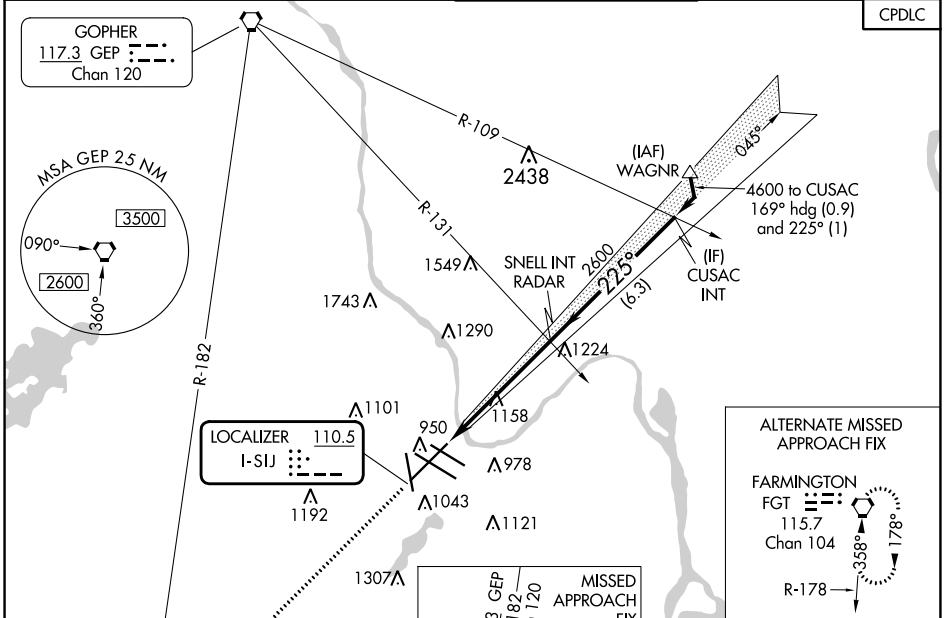 CPDLC
GOPHER
117.3 GEP
Chan 120
R-109
(IAF)
WAGNR
045°
2438
4600 to CUSAC
169° hdg (0.9)
and 225° (1)
MSA GEP 25 NM
3500
090°
2600
360°
R-131
1549
SNELL INT
RADAR
2600
225°
(6.3)
(IF)
CUSAC
INT
1743
1290
1224
R-182
1158
1101
950
LOCALIZER 110.5
I-SIJ
978
1192
1043
1121
1307
ALTERNATE MISSED
APPROACH FIX
FARMINGTON
FGT
115.7
Chan 104
358°
178°
R-178
MISSED
APPROACH
FIX
3 GEP
182
120